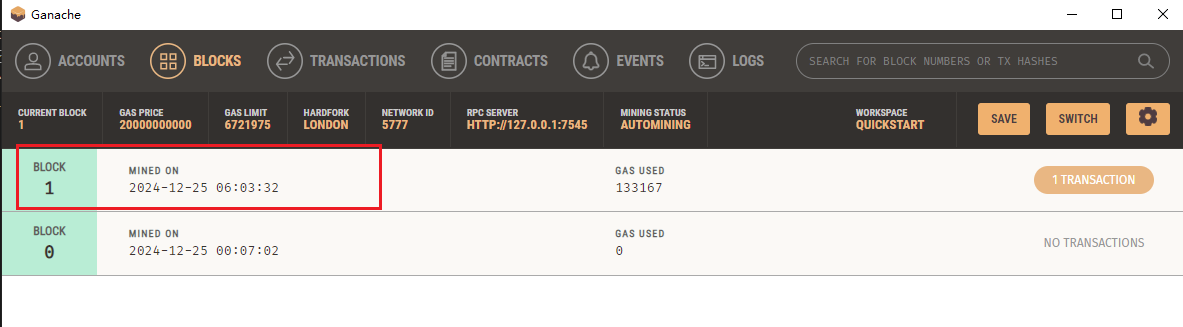 Ganache
ACCOUNTS BLOCKS TRANSACTIONS CONTRACTS EVENTS LOGS SEARCH FOR BLOCK NUMBERS OR TX HASHES
CURRENT BLOCK GAS PRICE GAS LIMIT HARDFORK NETWORK ID RPC SERVER MINING STATUS WORKSPACE
1 20000000000 6721975 LONDON 5777 HTTP://127.0.0.1:7545 AUTOMINING QUICKSTART SAVE SWITCH
BLOCK MINED ON GAS USED
1 2024-12-25 06:03:32 133167 1 TRANSACTION
BLOCK MINED ON GAS USED
0 2024-12-25 00:07:02 0 NO TRANSACTIONS